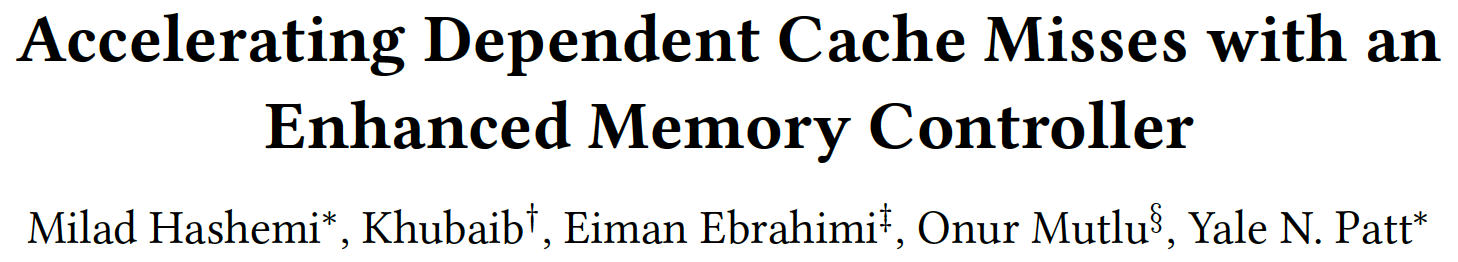 Accelerating Dependent Cache Misses with an
Enhanced Memory Controller
Milad Hashemi*, Khubaib†, Eiman Ebrahimi‡, Onur Mutlu§, Yale N. Patt*